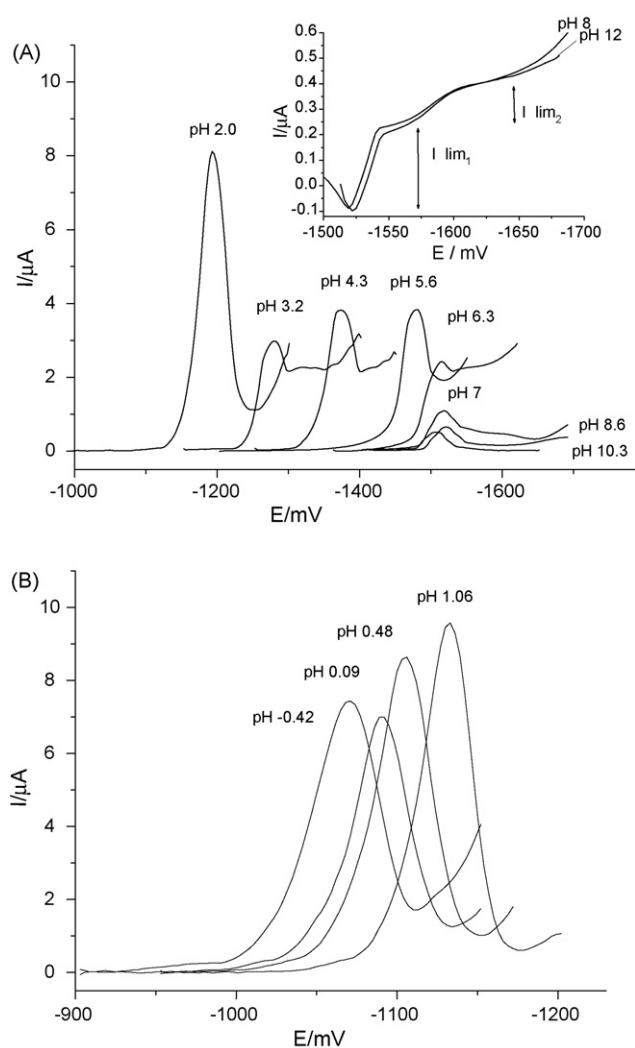 (A)
I/µA
10
8
6
4
2
0
pH 2.0
pH 3.2
pH 4.3
pH 5.6
pH 6.3
pH 7
pH 8.6
pH 10.3
-1000
-1200
-1400
-1600
E/mV
I/µA
0.6
0.5
0.4
0.3
0.2
0.1
0.0
-0.1
pH 8
pH 12
I lim₁
I lim₂
-1500
-1550
-1600
-1650
-1700
E / mV
(B)
I/µA
10
8
6
4
2
0
pH 1.06
pH 0.48
pH 0.09
pH -0.42
-900
-1000
-1100
-1200
E/mV